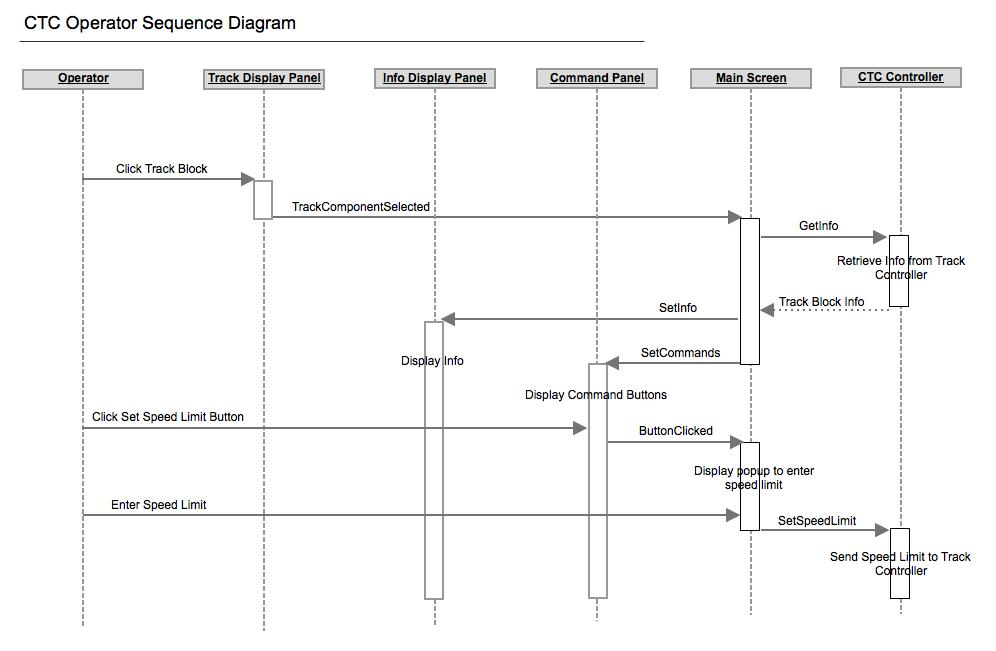 CTC Operator Sequence Diagram
Operator
Track Display Panel
Info Display Panel
Command Panel
Main Screen
CTC Controller
Click Track Block
TrackComponentSelected
GetInfo
Retrieve Info from Track
Controller
Track Block Info
SetInfo
SetCommands
Display Info
Display Command Buttons
Click Set Speed Limit Button
ButtonClicked
Display popup to enter
speed limit
Enter Speed Limit
SetSpeedLimit
Send Speed Limit to Track
Controller